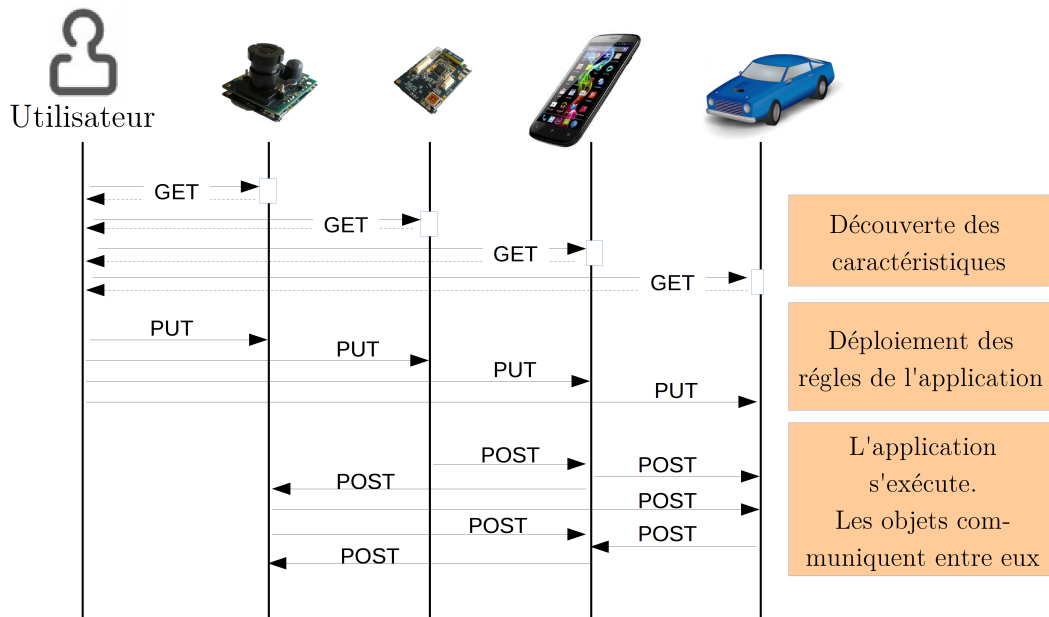 Utilisateur
GET
GET
GET
GET
Découverte des
caractéristiques
PUT
PUT
PUT
PUT
Déploiement des
régles de l'application
POST
POST
POST
POST
POST
POST
POST
L'application
s'exécute.
Les objets com-
muniquent entre eux